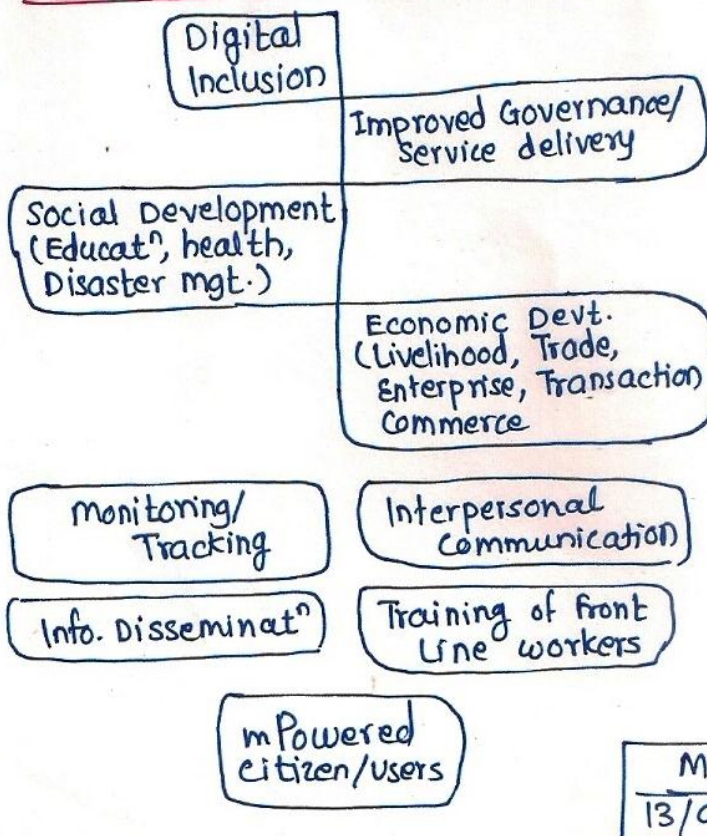 Digital
Inclusion
Improved Governance/
Service delivery
Social Development
(Educatⁿ, health,
Disaster mgt.)
Economic Devt.
(Livelihood, Trade,
Enterprise, Transaction
Commerce
Monitoring/
Tracking
Interpersonal
Communication
Info. Disseminatⁿ
Training of Front
Line workers
mPowered
citizen/users
M
13/